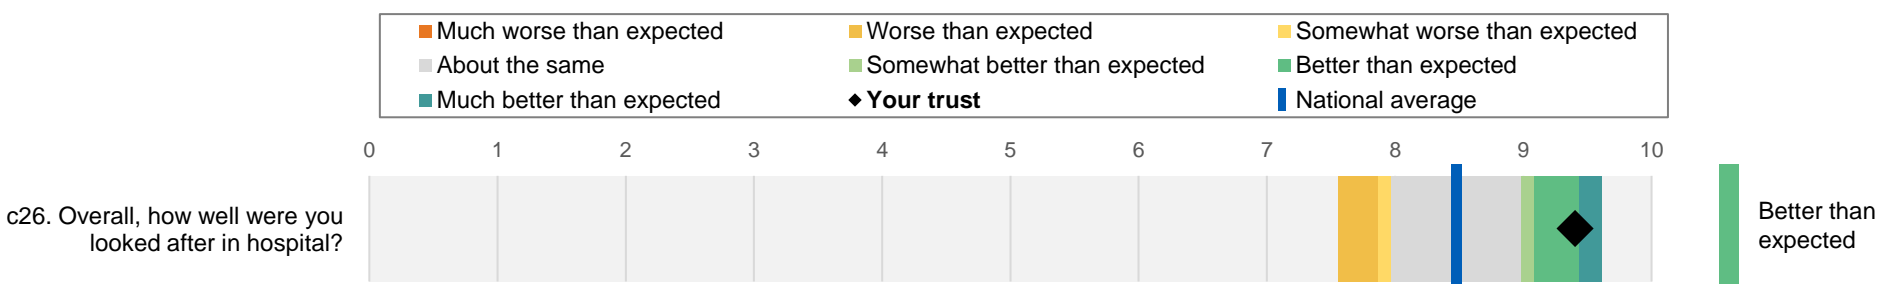 Much worse than expected Worse than expected Somewhat worse than expected
About the same Somewhat better than expected Better than expected
Much better than expected Your trust National average
0 1 2 3 4 5 6 7 8 9 10
c26. Overall, how well were you
looked after in hospital?
Better than
expected